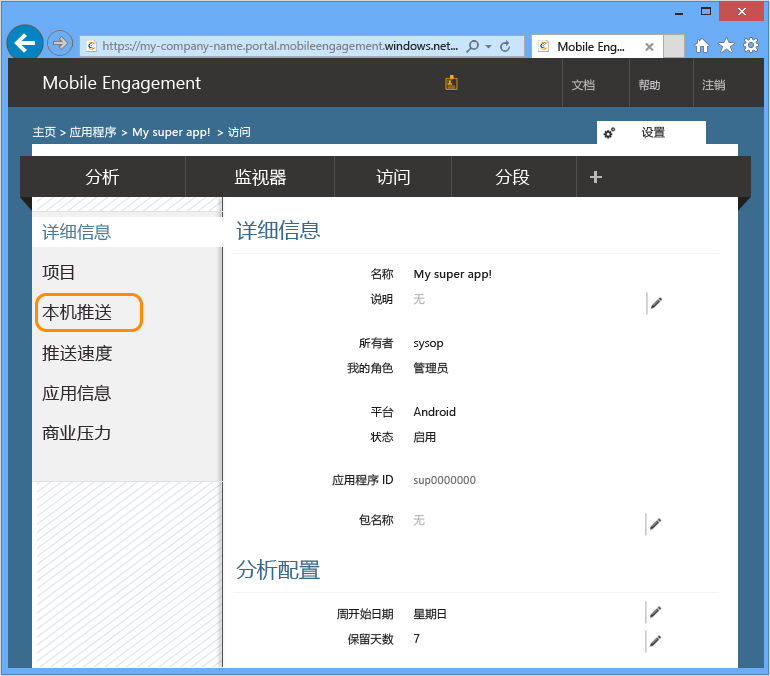 https://my-company-name.portal.mobileengagement.windows.net...
Mobile Eng...
Mobile Engagement
文档
帮助
注销
主页 > 应用程序 > My super app! > 访问
设置
分析
监视器
访问
分段
详细信息
项目
本机推送
推送速度
应用信息
商业压力
详细信息
名称 My super app!
说明 无
所有者 sysop
我的角色 管理员
平台 Android
状态 启用
应用程序 ID sup0000000
包名称 无
分析配置
周开始日期 星期日
保留天数 7